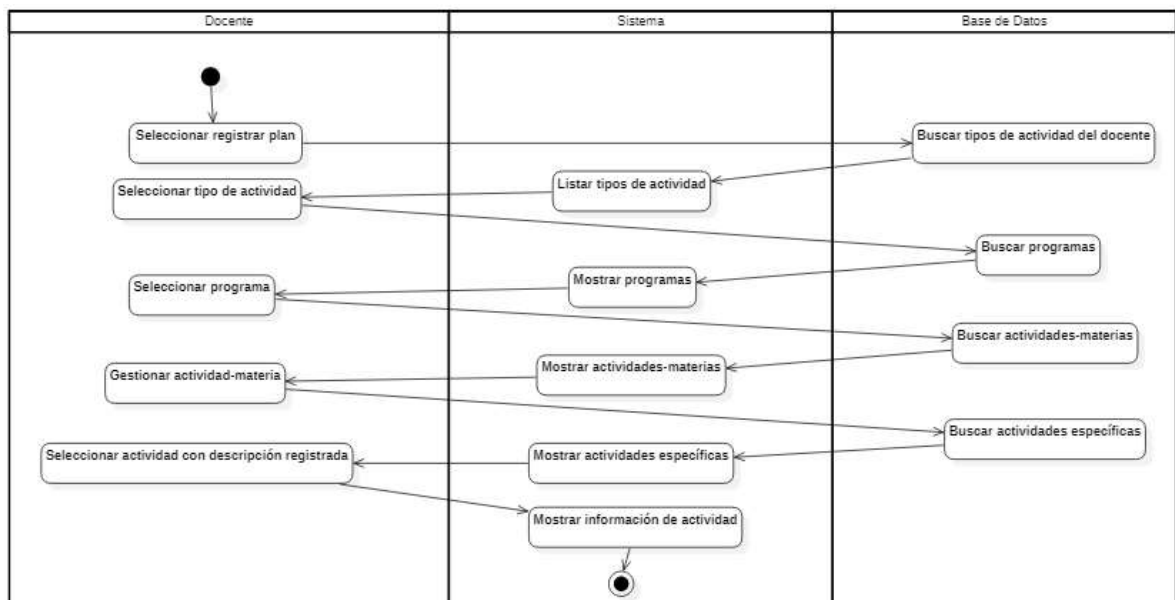 Docente
Sistema
Base de Datos
Seleccionar registrar plan
Buscar tipos de actividad del docente
Listar tipos de actividad
Seleccionar tipo de actividad
Buscar programas
Mostrar programas
Seleccionar programa
Buscar actividades-materias
Mostrar actividades-materias
Gestionar actividad-materia
Buscar actividades específicas
Mostrar actividades específicas
Seleccionar actividad con descripción registrada
Mostrar información de actividad